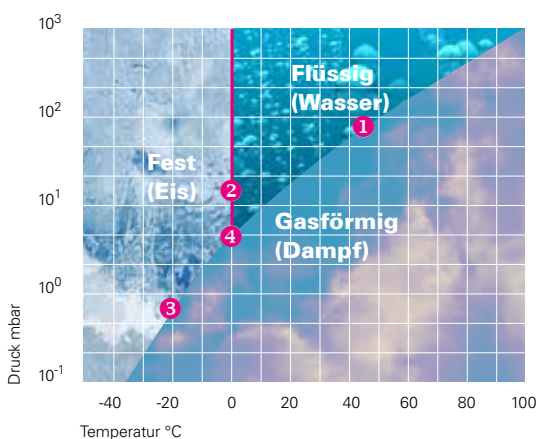 10³
10²
10¹
10⁰
10⁻¹
Druck mbar
Flüssig
(Wasser)
1
Fest
(Eis)
2
4
Gasförmig
(Dampf)
3
-40 -20 0 20 40 60 80 100
Temperatur °C